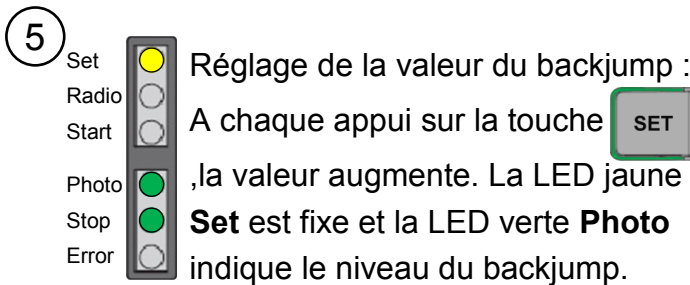 5
Set
Radio
Start
Photo
Stop
Error
Réglage de la valeur du backjump :
A chaque appui sur la touche SET
,la valeur augmente. La LED jaune
Set est fixe et la LED verte Photo
indique le niveau du backjump.